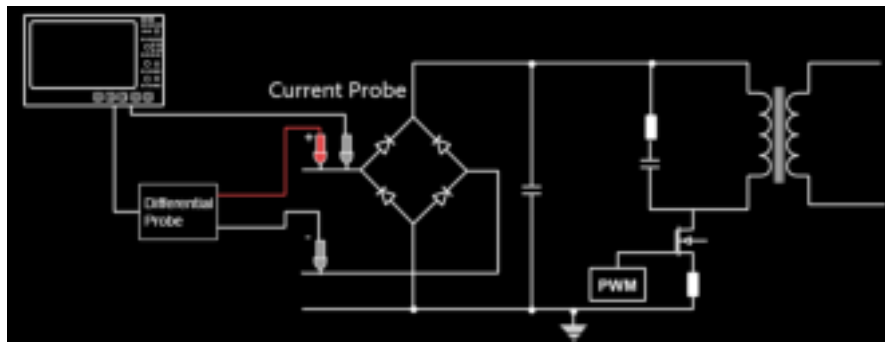 Current Probe
+
Differential
Probe
-
PWM